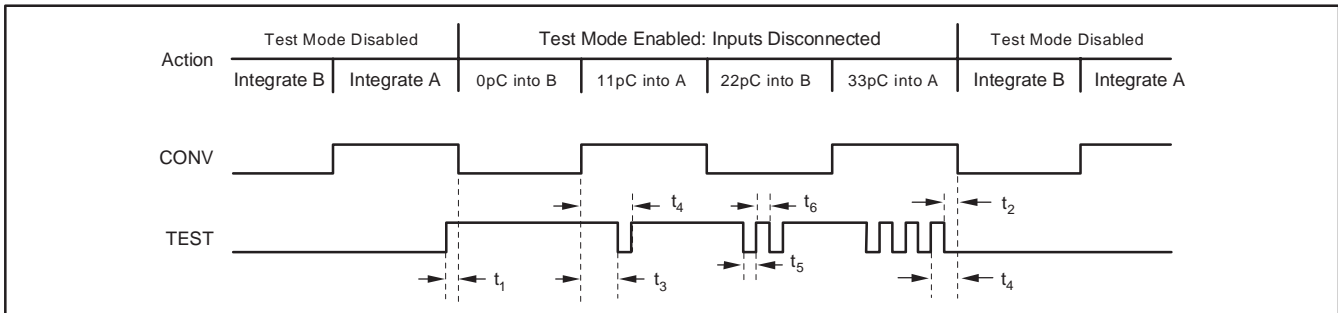 Action
Test Mode Disabled
Test Mode Enabled: Inputs Disconnected
Test Mode Disabled
Integrate B
Integrate A
0pC into B
11pC into A
22pC into B
33pC into A
Integrate B
Integrate A
CONV
TEST
t4
t6
t2
t1
t3
t5
t4